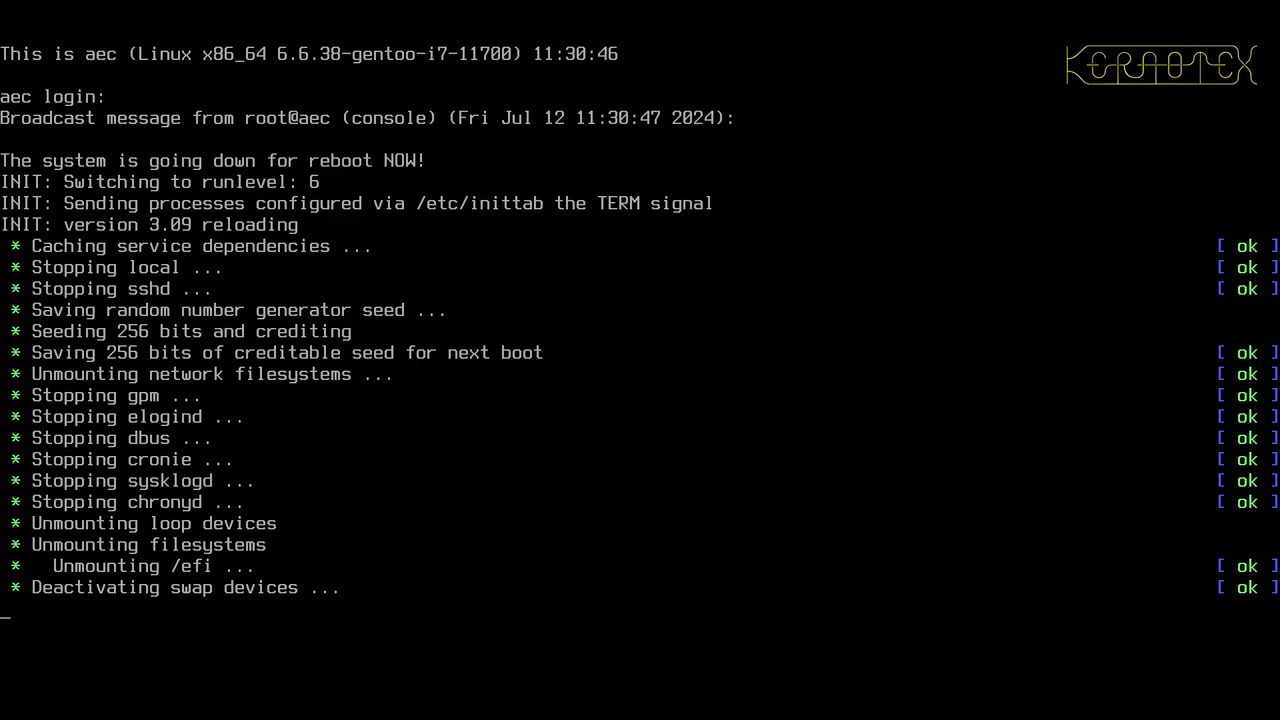 This is aec (Linux x86_64 6.6.38-gentoo-i7-11700) 11:30:46
KERNOTEX
aec login:
Broadcast message from root@aec (console) (Fri Jul 12 11:30:47 2024):
The system is going down for reboot NOW!
INIT: Switching to runlevel: 6
INIT: Sending processes configured via /etc/inittab the TERM signal
INIT: version 3.09 reloading
* Caching service dependencies ... [ ok ]
* Stopping local ... [ ok ]
* Stopping sshd ... [ ok ]
* Saving random number generator seed ...
* Seeding 256 bits and crediting
* Saving 256 bits of creditable seed for next boot [ ok ]
* Unmounting network filesystems ... [ ok ]
* Stopping gpm ... [ ok ]
* Stopping elogind ... [ ok ]
* Stopping dbus ... [ ok ]
* Stopping cronie ... [ ok ]
* Stopping sysklogd ... [ ok ]
* Stopping chronyd ... [ ok ]
* Unmounting loop devices
* Unmounting filesystems
*   Unmounting /efi ... [ ok ]
* Deactivating swap devices ... [ ok ]
_